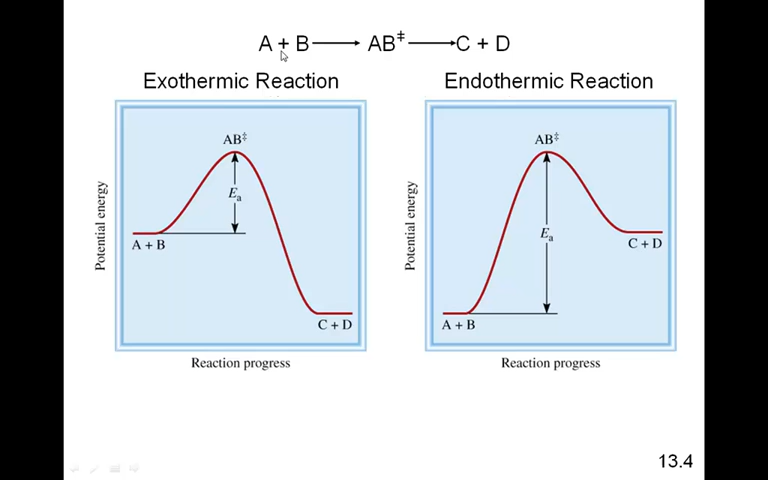 A + B → AB‡ → C + D
Exothermic Reaction
Endothermic Reaction
AB‡
Ea
A + B
C + D
Potential energy
Reaction progress
AB‡
Ea
A + B
C + D
Potential energy
Reaction progress
13.4